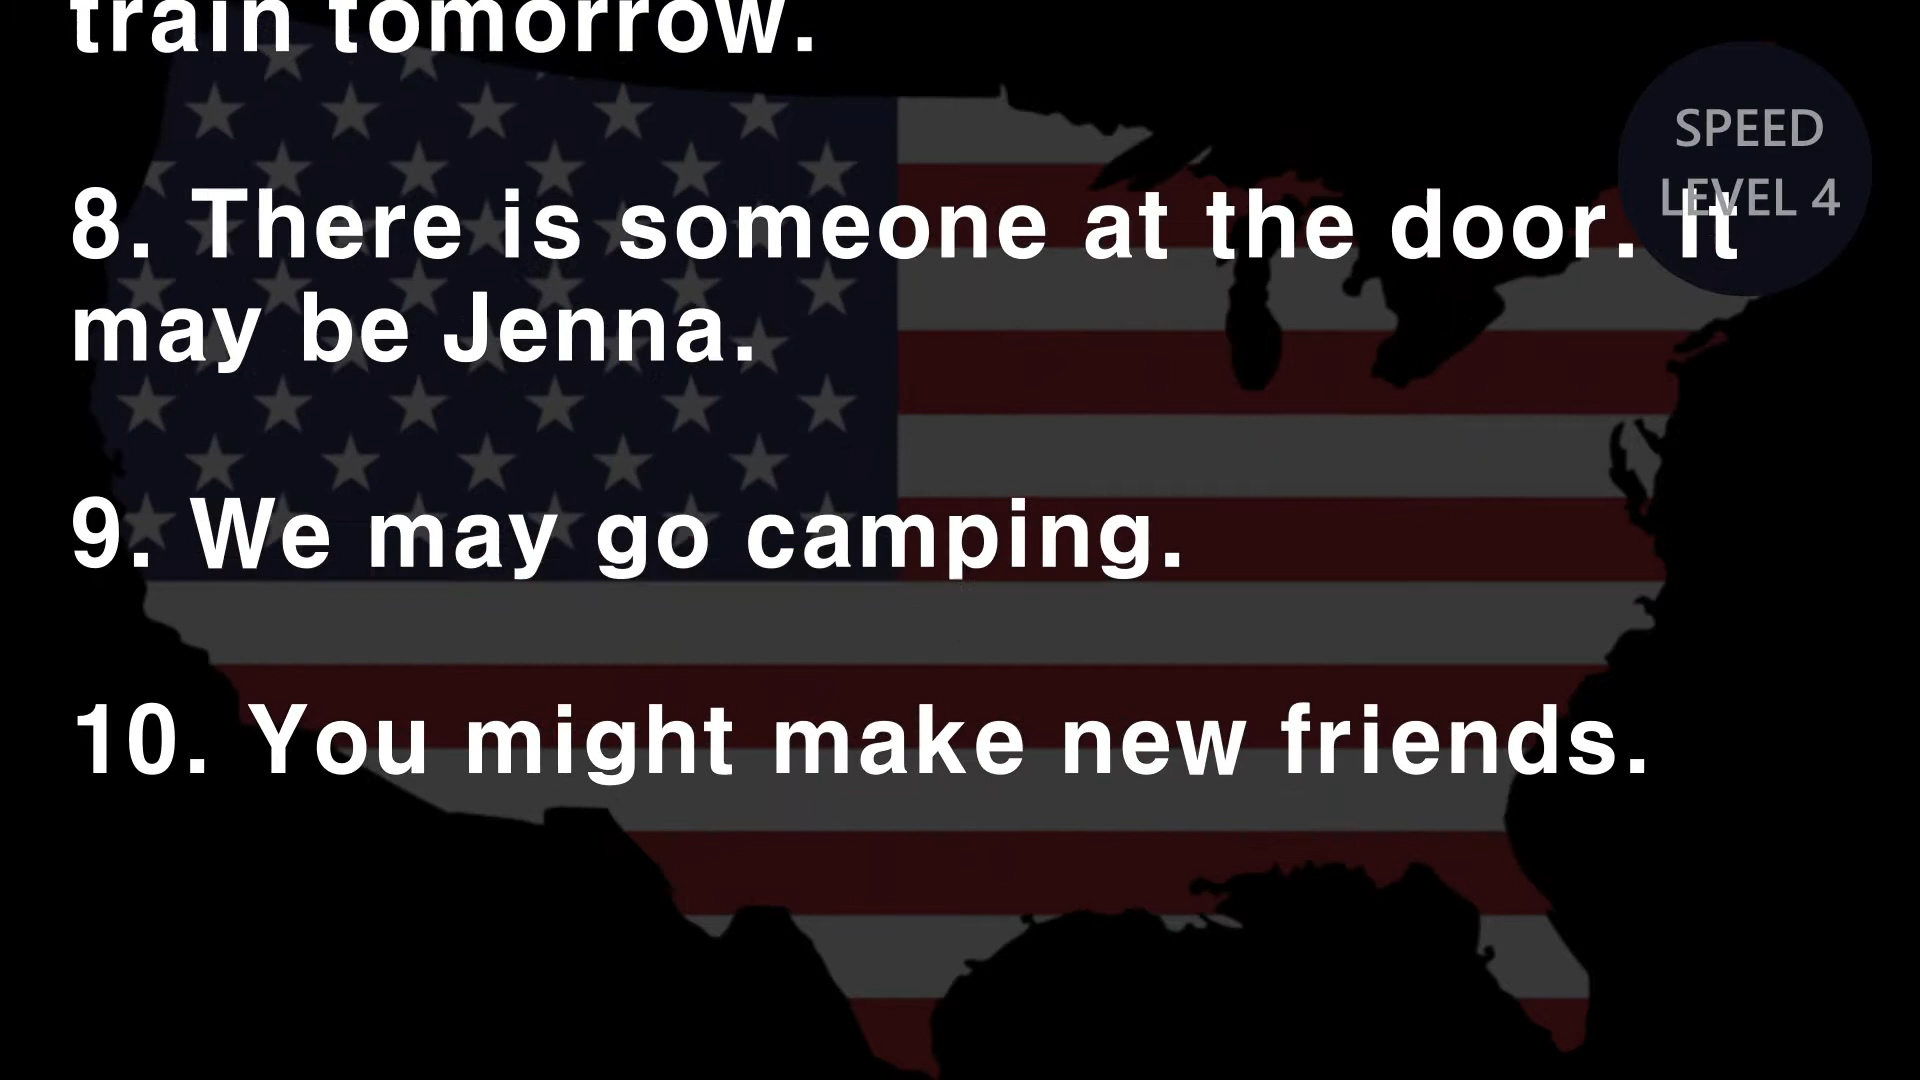 train tomorrow.
SPEED
LEVEL 4
8. There is someone at the door. It
may be Jenna.
9. We may go camping.
10. You might make new friends.